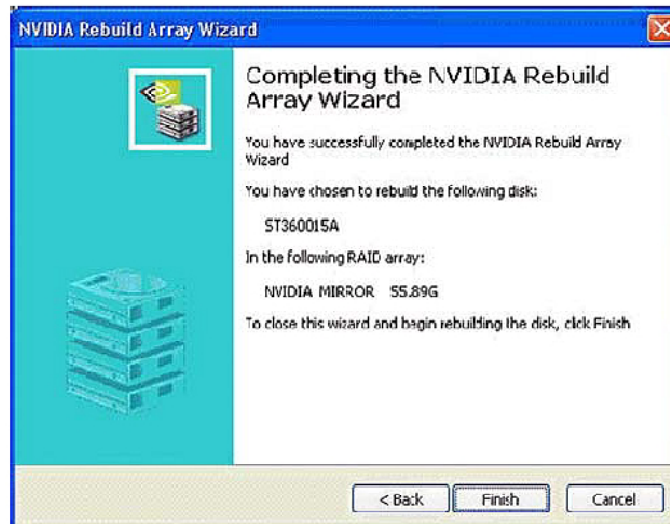 NVIDIA Rebuild Array Wizard
Completing the NVIDIA Rebuild
Array Wizard
You have successfully completed the NVIDIA Rebuild Array
Wizard
You have chosen to rebuild the following disk:
ST360015A
In the following RAID array:
NVIDIA MIRROR 55.89G
To close this wizard and begin rebuilding the disk, click Finish
< Back
Finish
Cancel